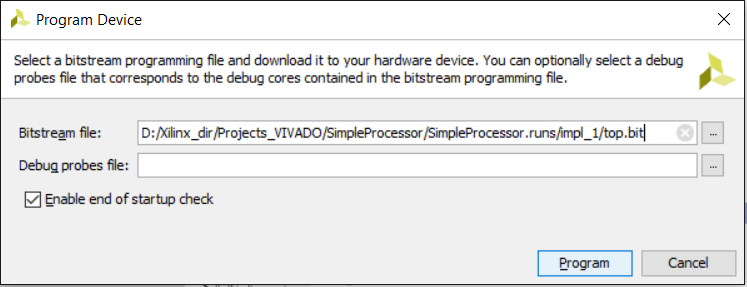 Program Device
Select a bitstream programming file and download it to your hardware device. You can optionally select a debug
probes file that corresponds to the debug cores contained in the bitstream programming file.
Bitstream file: D:/Xilinx_dir/Projects_VIVADO/SimpleProcessor/SimpleProcessor.runs/impl_1/top.bit ...
Debug probes file: ...
Enable end of startup check
Program Cancel